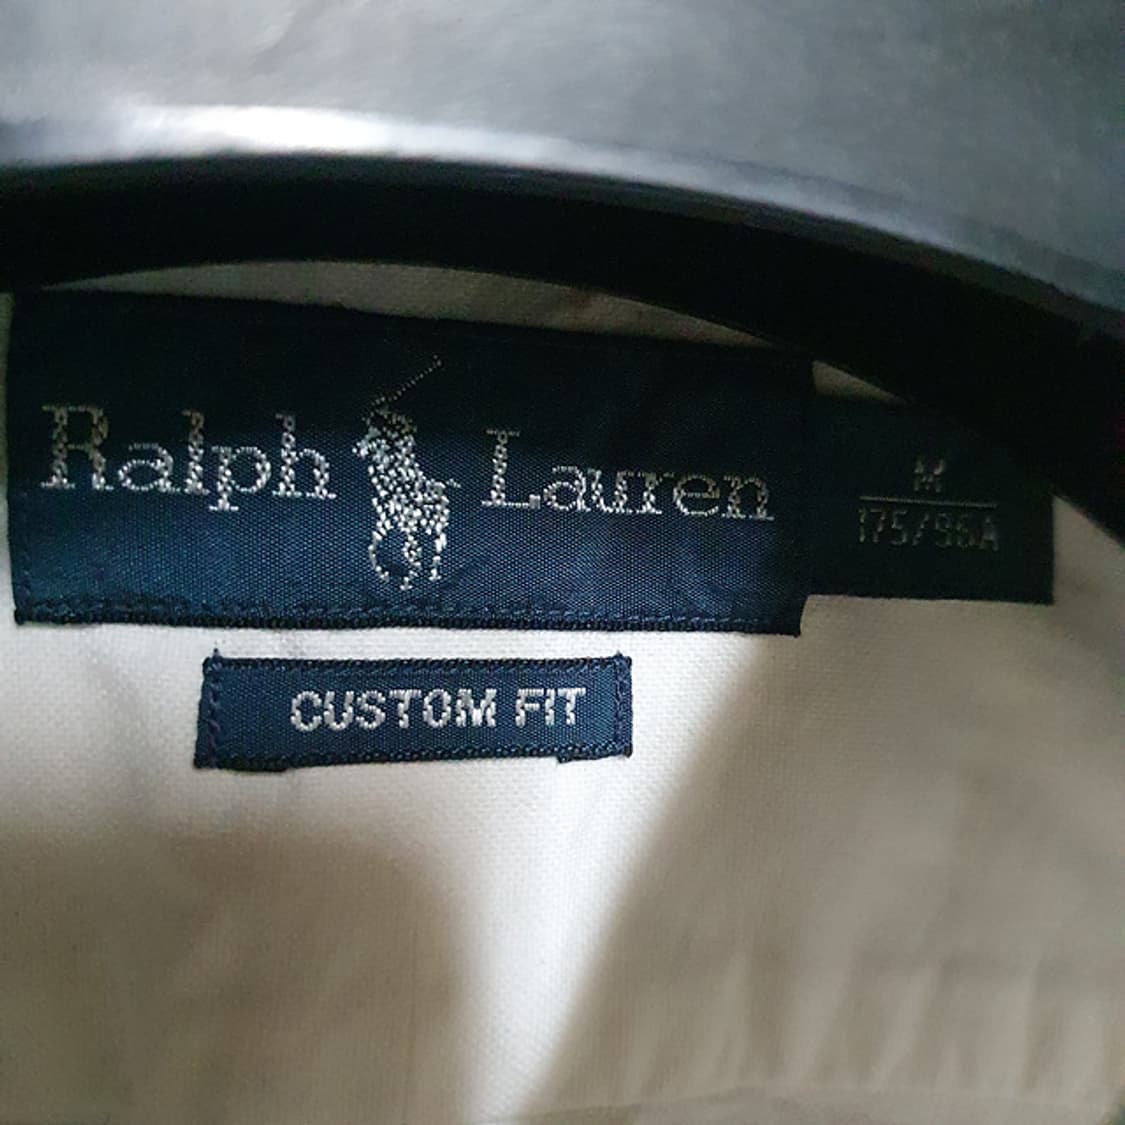 Ralph Lauren
M
175/96A
CUSTOM FIT